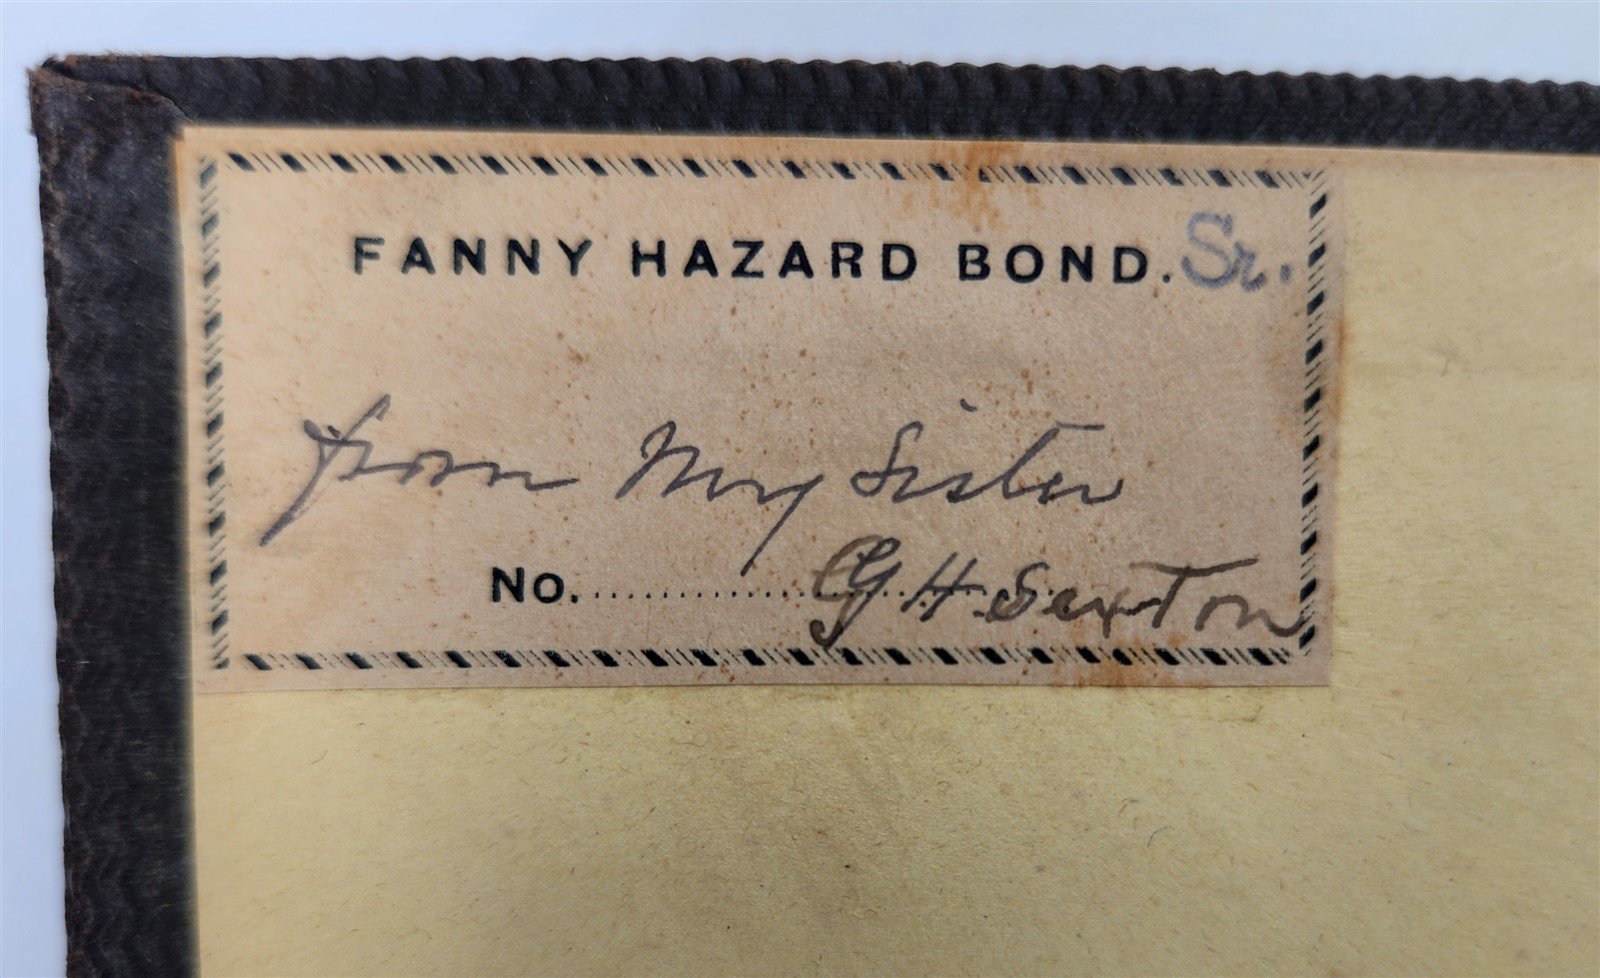 FANNY HAZARD BOND. Sr.
from My Sister
No. G H Sexton